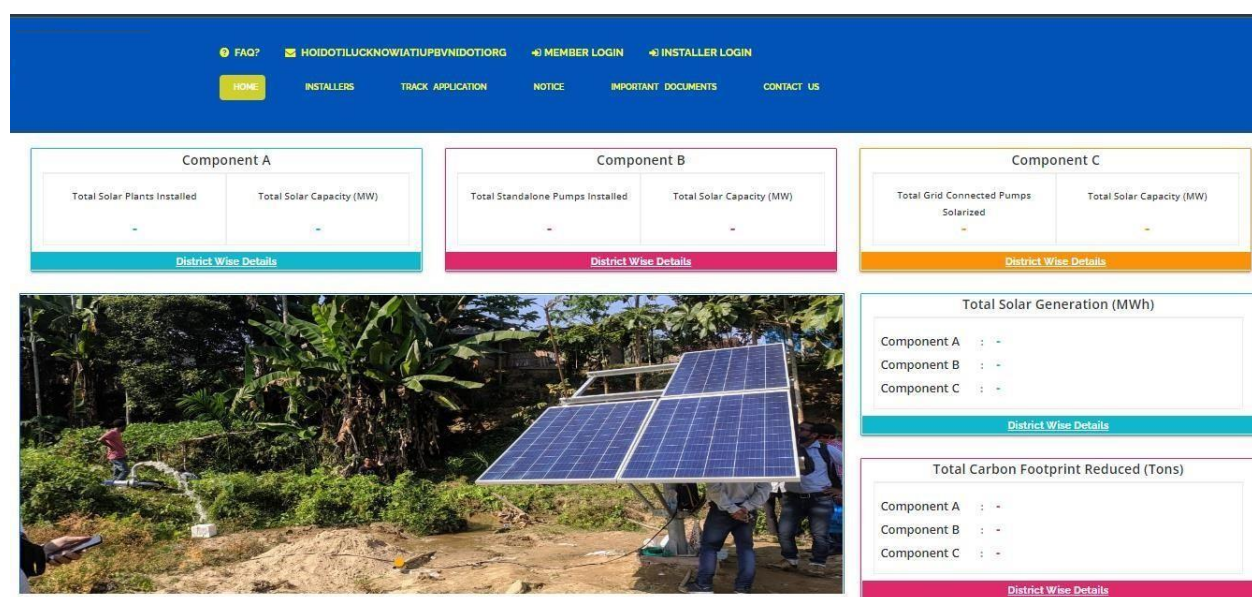 FAQ? HOIDOTILUCKNOWIATIUPBVNIDOTIORG MEMBER LOGIN INSTALLER LOGIN
HOME INSTALLERS TRACK APPLICATION NOTICE IMPORTANT DOCUMENTS CONTACT US
Component A
Total Solar Plants Installed Total Solar Capacity (MW)
- -
District Wise Details
Component B
Total Standalone Pumps Installed Total Solar Capacity (MW)
- -
District Wise Details
Component C
Total Grid Connected Pumps Total Solar Capacity (MW)
Solarized
- -
District Wise Details
Total Solar Generation (MWh)
Component A : -
Component B : -
Component C : -
District Wise Details
Total Carbon Footprint Reduced (Tons)
Component A : -
Component B : -
Component C : -
District Wise Details